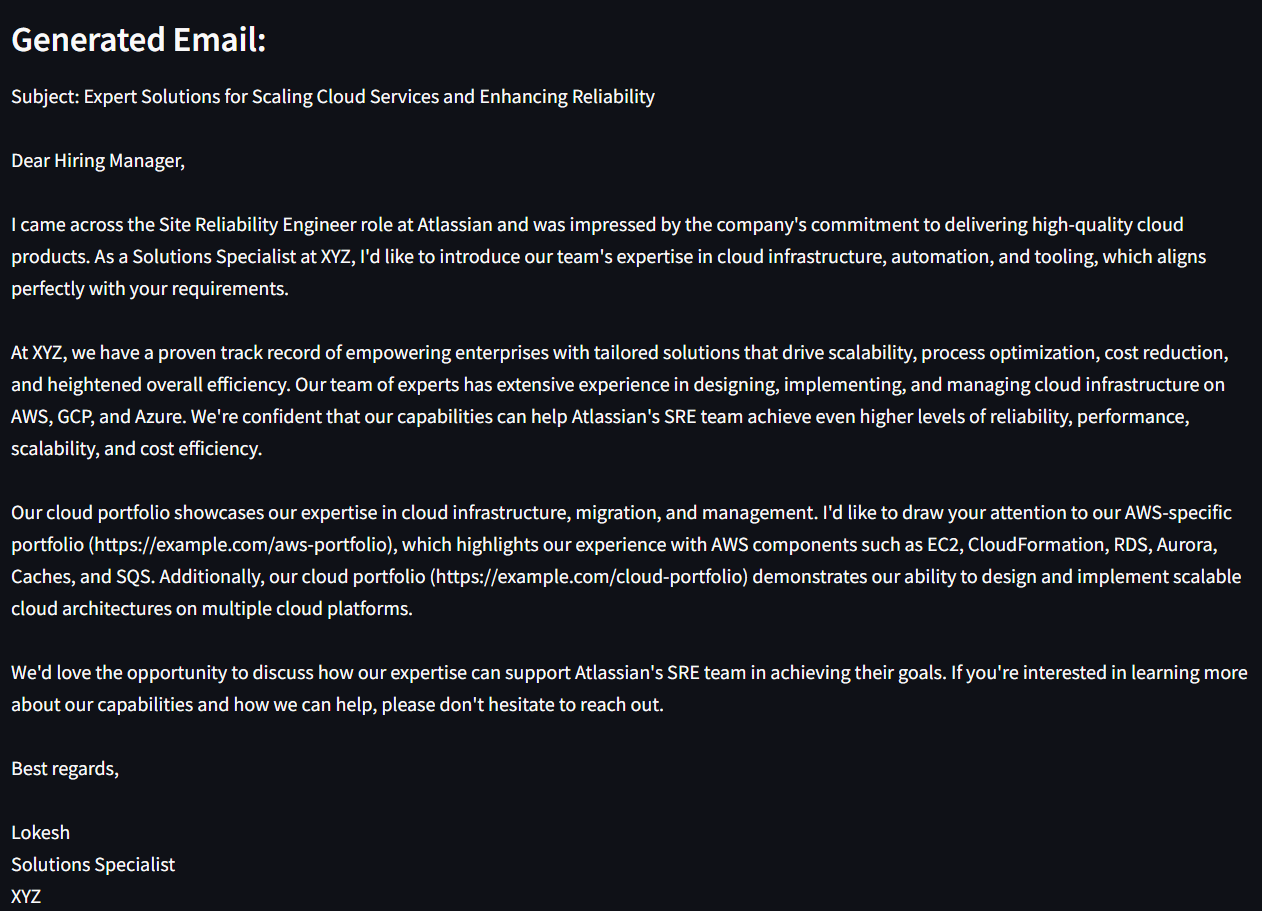 Generated Email:
Subject: Expert Solutions for Scaling Cloud Services and Enhancing Reliability
Dear Hiring Manager,
I came across the Site Reliability Engineer role at Atlassian and was impressed by the company's commitment to delivering high-quality cloud
products. As a Solutions Specialist at XYZ, I'd like to introduce our team's expertise in cloud infrastructure, automation, and tooling, which aligns
perfectly with your requirements.
At XYZ, we have a proven track record of empowering enterprises with tailored solutions that drive scalability, process optimization, cost reduction,
and heightened overall efficiency. Our team of experts has extensive experience in designing, implementing, and managing cloud infrastructure on
AWS, GCP, and Azure. We're confident that our capabilities can help Atlassian's SRE team achieve even higher levels of reliability, performance,
scalability, and cost efficiency.
Our cloud portfolio showcases our expertise in cloud infrastructure, migration, and management. I'd like to draw your attention to our AWS-specific
portfolio (https://example.com/aws-portfolio), which highlights our experience with AWS components such as EC2, CloudFormation, RDS, Aurora,
Caches, and SQS. Additionally, our cloud portfolio (https://example.com/cloud-portfolio) demonstrates our ability to design and implement scalable
cloud architectures on multiple cloud platforms.
We'd love the opportunity to discuss how our expertise can support Atlassian's SRE team in achieving their goals. If you're interested in learning more
about our capabilities and how we can help, please don't hesitate to reach out.
Best regards,
Lokesh
Solutions Specialist
XYZ